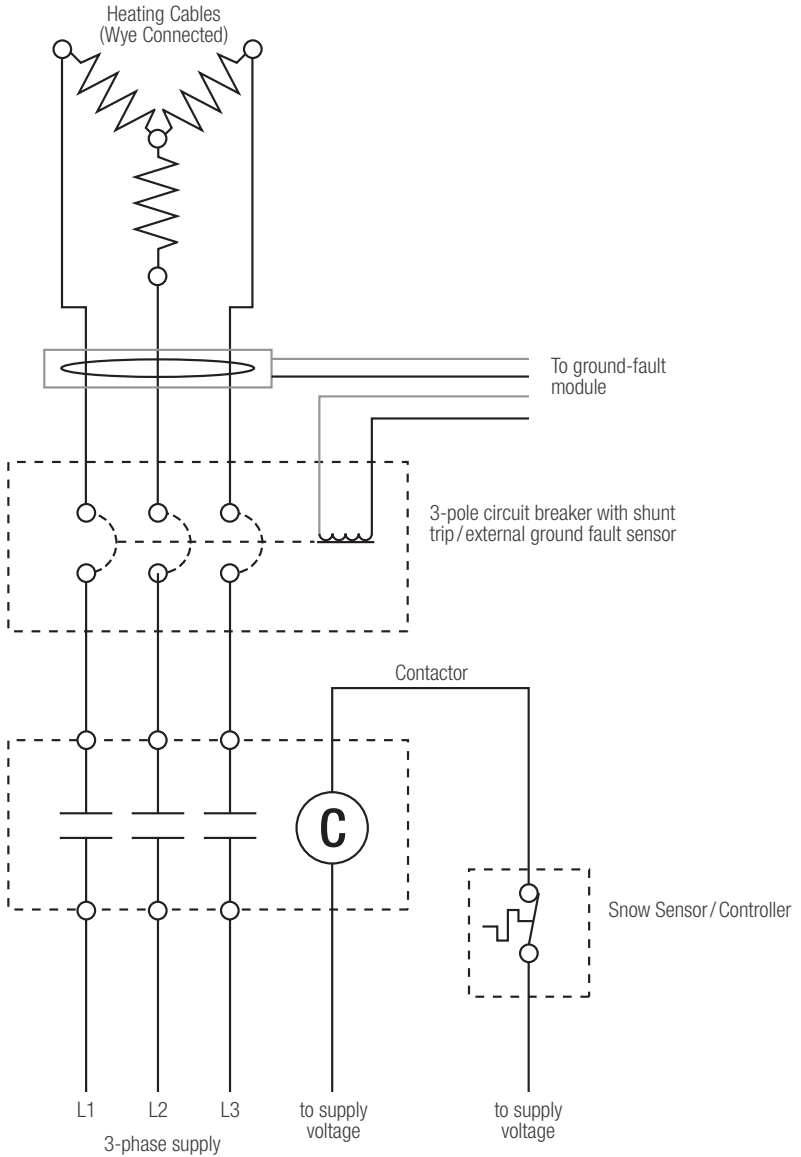 Heating Cables
(Wye Connected)
To ground-fault
module
3-pole circuit breaker with shunt
trip/external ground fault sensor
Contactor
C
Snow Sensor/Controller
L1 L2 L3
3-phase supply
to supply
voltage
to supply
voltage